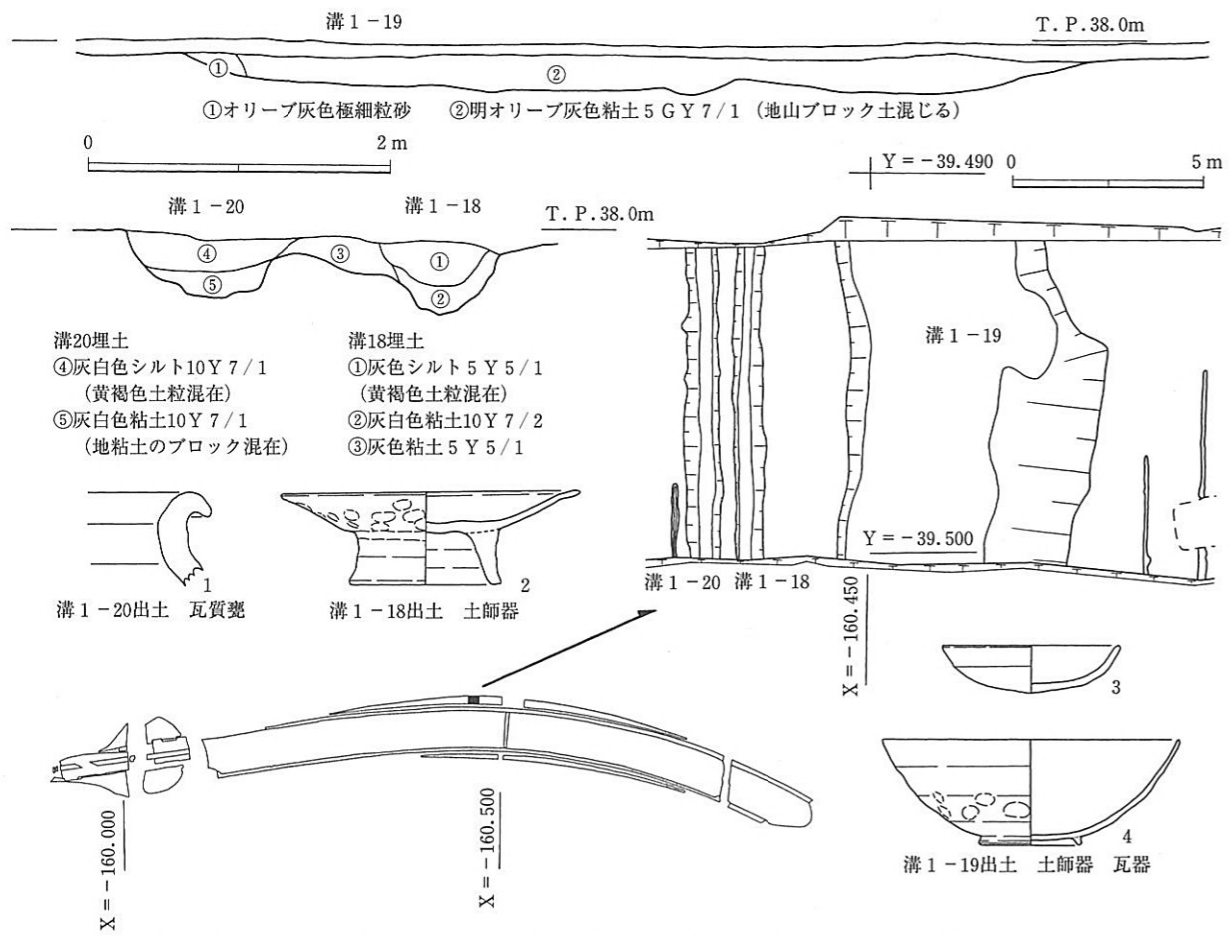 溝1-19
T.P.38.0m
①
②
①オリーブ灰色極細粒砂 ②明オリーブ灰色粘土5GY7/1(地山ブロック土混じる)
0 2m
Y=-39.490
0 5m
溝1-20
溝1-18
T.P.38.0m
④
③
①
⑤
②
溝20埋土
④灰白色シルト10Y7/1
(黄褐色土粒混在)
⑤灰白色粘土10Y7/1
(地粘土のブロック混在)
溝18埋土
①灰色シルト5Y5/1
(黄褐色土粒混在)
②灰白色粘土10Y7/2
③灰色粘土5Y5/1
溝1-19
Y=-39.500
溝1-20 溝1-18
X=-160.450
1
溝1-20出土 瓦質甕
2
溝1-18出土 土師器
3
4
溝1-19出土 土師器 瓦器
X=-160.000
X=-160.500